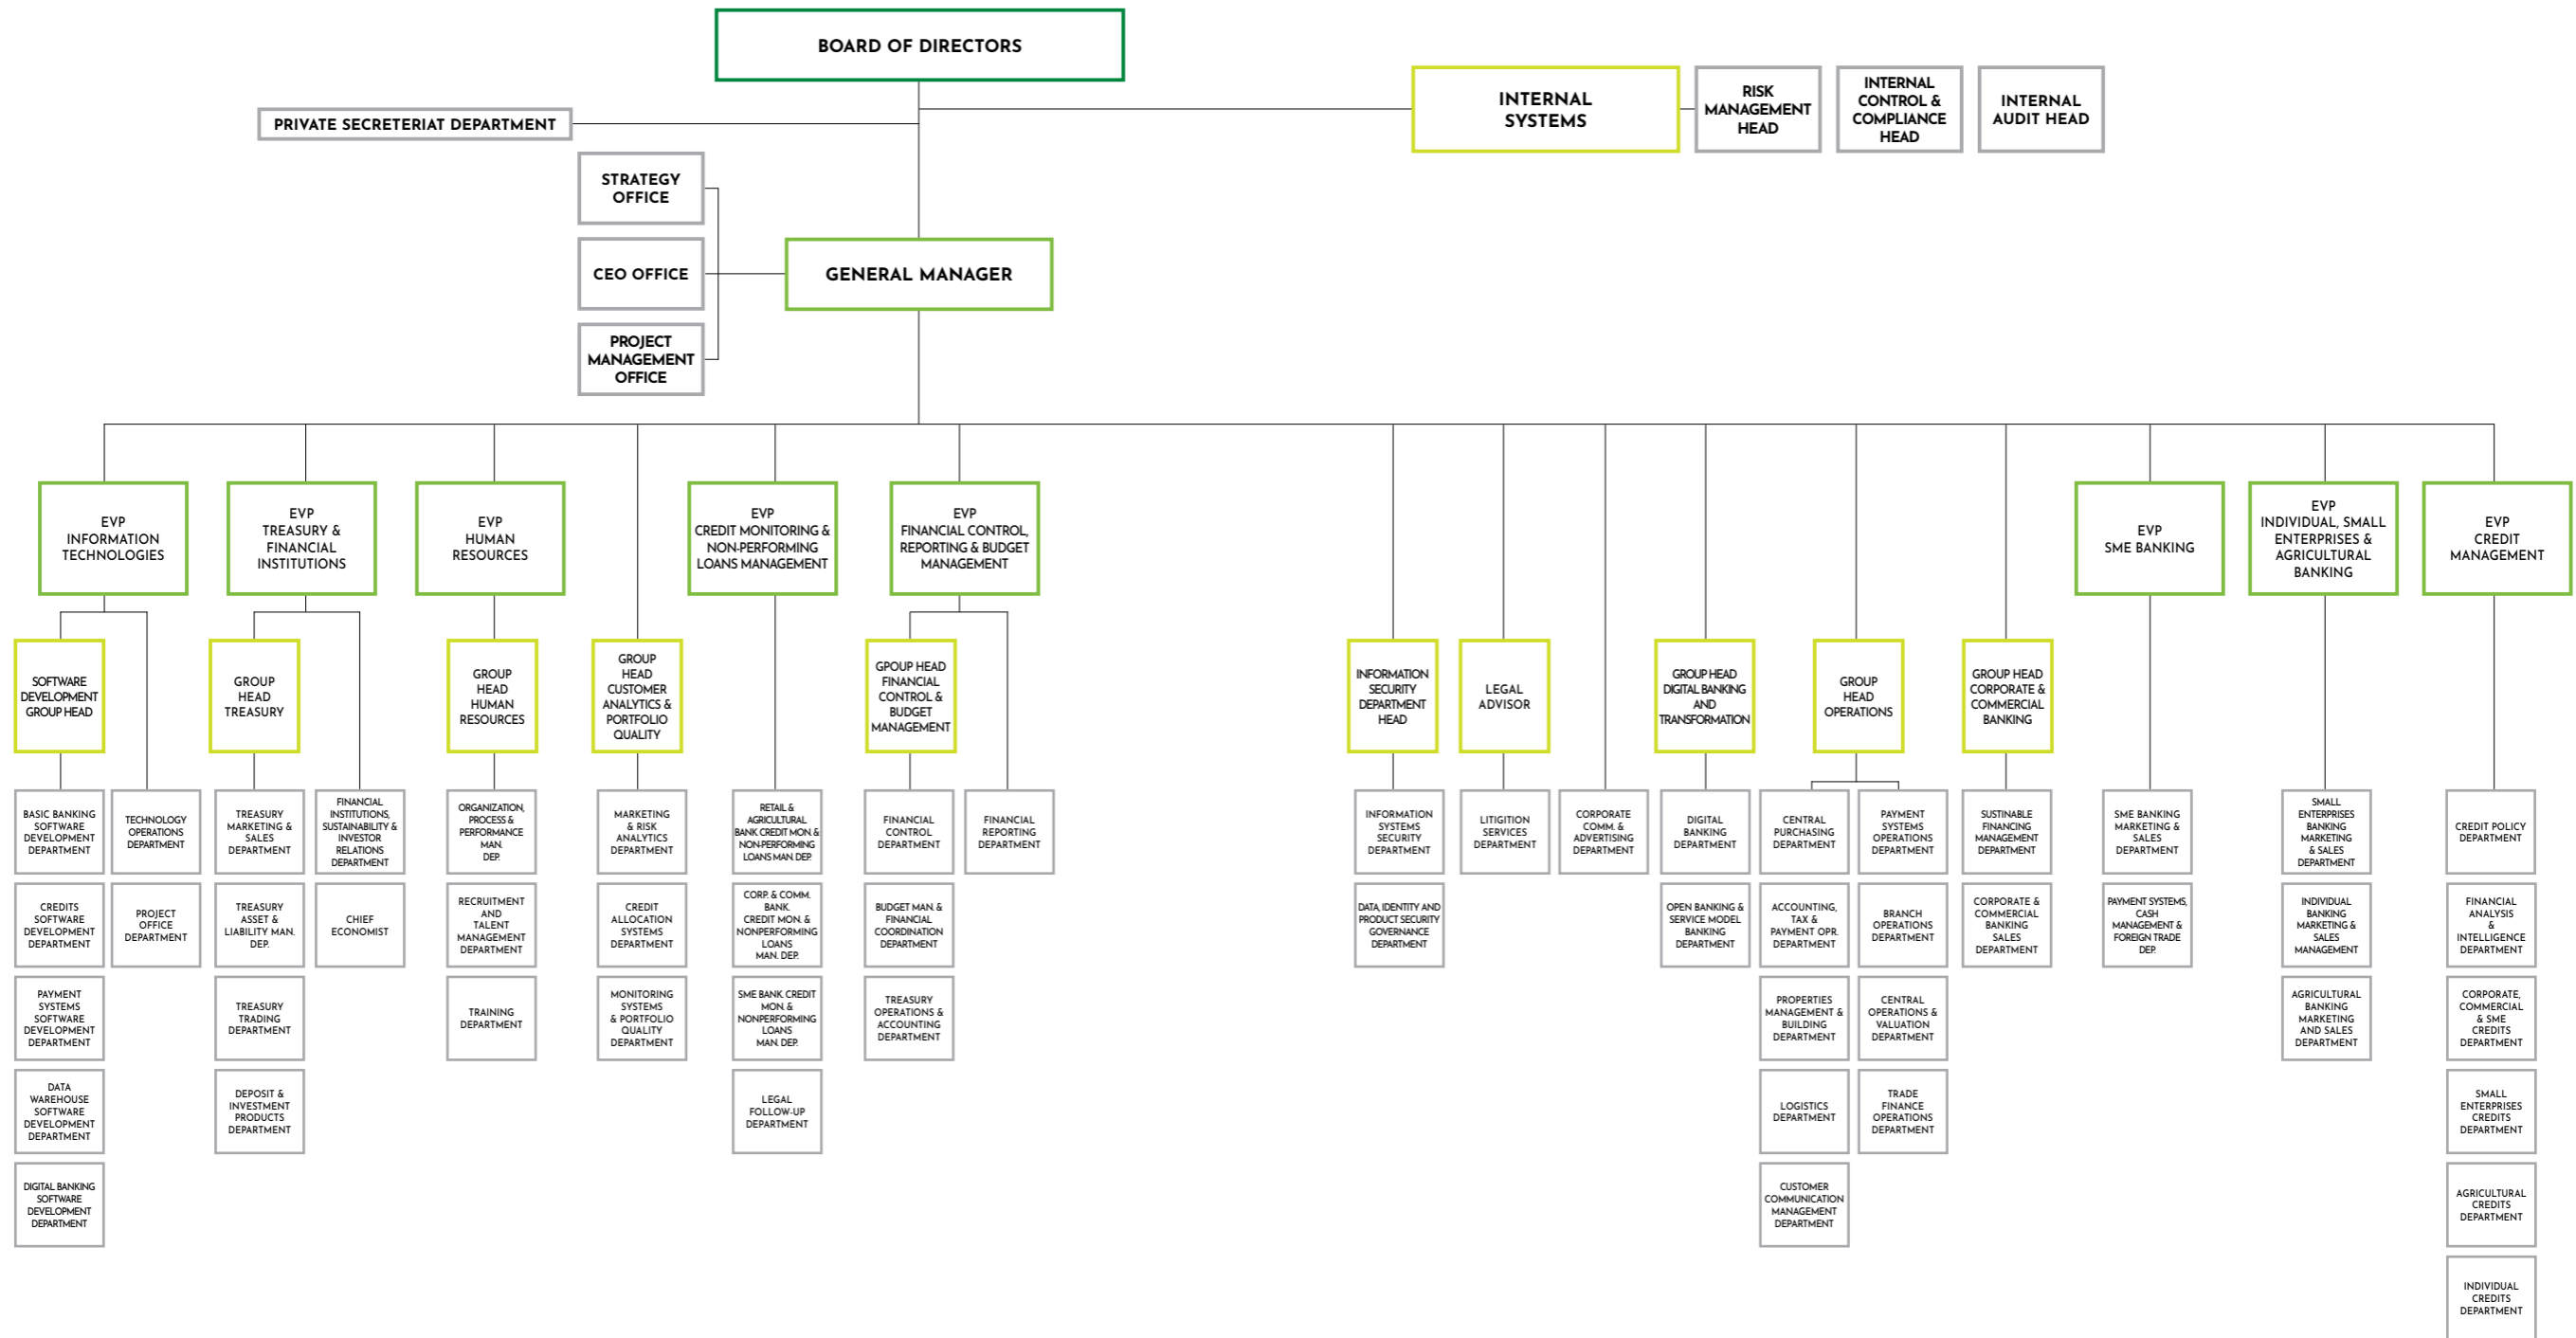 BOARD OF DIRECTORS
INTERNAL
SYSTEMS
RISK
MANAGEMENT
HEAD
INTERNAL
CONTROL &
COMPLIANCE
HEAD
INTERNAL
AUDIT HEAD
PRIVATE SECRETERIAT DEPARTMENT
STRATEGY
OFFICE
CEO OFFICE
GENERAL MANAGER
PROJECT
MANAGEMENT
OFFICE
EVP
INFORMATION
TECHNOLOGIES
EVP
TREASURY &
FINANCIAL
INSTITUTIONS
EVP
HUMAN
RESOURCES
EVP
CREDIT MONITORING &
NON-PERFORMING
LOANS MANAGEMENT
EVP
FINANCIAL CONTROL,
REPORTING & BUDGET
MANAGEMENT
EVP
SME BANKING
EVP
INDIVIDUAL, SMALL
ENTERPRISES &
AGRICULTURAL
BANKING
EVP
CREDIT
MANAGEMENT
SOFTWARE
DEVELOPMENT
GROUP HEAD
GROUP
HEAD
TREASURY
GROUP
HEAD
HUMAN
RESOURCES
GROUP
HEAD
CUSTOMER
ANALYTICS &
PORTFOLIO
QUALITY
GPOUP HEAD
FINANCIAL
CONTROL &
BUDGET
MANAGEMENT
INFORMATION
SECURITY
DEPARTMENT
HEAD
LEGAL
ADVISOR
GROUP HEAD
DIGITAL BANKING
AND
TRANSFORMATION
GROUP
HEAD
OPERATIONS
GROUP HEAD
CORPORATE &
COMMERCIAL
BANKING
BASIC BANKING
SOFTWARE
DEVELOPMENT
DEPARTMENT
TECHNOLOGY
OPERATIONS
DEPARTMENT
TREASURY
MARKETING &
SALES
DEPARTMENT
FINANCIAL
INSTITUTIONS,
SUSTAINABILITY &
INVESTOR
RELATIONS
DEPARTMENT
ORGANIZATION,
PROCESS &
PERFORMANCE
MAN.
DEP.
MARKETING
& RISK
ANALYTICS
DEPARTMENT
RETAIL &
AGRICULTURAL
BANK CREDIT MON. &
NON-PERFORMING
LOANS MAN. DEP.
FINANCIAL
CONTROL
DEPARTMENT
FINANCIAL
REPORTING
DEPARTMENT
INFORMATION
SYSTEMS
SECURITY
DEPARTMENT
LITIGITION
SERVICES
DEPARTMENT
CORPORATE
COMM. &
ADVERTISING
DEPARTMENT
DIGITAL
BANKING
DEPARTMENT
CENTRAL
PURCHASING
DEPARTMENT
PAYMENT
SYSTEMS
OPERATIONS
DEPARTMENT
SUSTINABLE
FINANCING
MANAGEMENT
DEPARTMENT
SME BANKING
MARKETING &
SALES
DEPARTMENT
SMALL
ENTERPRISES
BANKING
MARKETING
& SALES
DEPARTMENT
CREDIT POLICY
DEPARTMENT
CREDITS
SOFTWARE
DEVELOPMENT
DEPARTMENT
PROJECT
OFFICE
DEPARTMENT
TREASURY
ASSET &
LIABILITY MAN.
DEP.
CHIEF
ECONOMIST
RECRUITMENT
AND
TALENT
MANAGEMENT
DEPARTMENT
CREDIT
ALLOCATION
SYSTEMS
DEPARTMENT
CORP. & COMM.
BANK.
CREDIT MON. &
NONPERFORMING
LOANS
MAN. DEP.
BUDGET MAN. &
FINANCIAL
COORDINATION
DEPARTMENT
DATA, IDENTITY AND
PRODUCT SECURITY
GOVERNANCE
DEPARTMENT
OPEN BANKING &
SERVICE MODEL
BANKING
DEPARTMENT
ACCOUNTING,
TAX &
PAYMENT OPR.
DEPARTMENT
BRANCH
OPERATIONS
DEPARTMENT
CORPORATE &
COMMERCIAL
BANKING
SALES
DEPARTMENT
PAYMENT SYSTEMS,
CASH
MANAGEMENT &
FOREIGN TRADE
DEP.
INDIVIDUAL
BANKING
MARKETING &
SALES
MANAGEMENT
FINANCIAL
ANALYSIS
&
INTELLIGENCE
DEPARTMENT
PAYMENT
SYSTEMS
SOFTWARE
DEVELOPMENT
DEPARTMENT
TREASURY
TRADING
DEPARTMENT
TRAINING
DEPARTMENT
MONITORING
SYSTEMS
& PORTFOLIO
QUALITY
DEPARTMENT
SME BANK. CREDIT
MON. &
NONPERFORMING
LOANS
MAN. DEP.
TREASURY
OPERATIONS &
ACCOUNTING
DEPARTMENT
PROPERTIES
MANAGEMENT &
BUILDING
DEPARTMENT
CENTRAL
OPERATIONS &
VALUATION
DEPARTMENT
AGRICULTURAL
BANKING
MARKETING
AND SALES
DEPARTMENT
CORPORATE,
COMMERCIAL
& SME
CREDITS
DEPARTMENT
DATA
WAREHOUSE
SOFTWARE
DEVELOPMENT
DEPARTMENT
DEPOSIT &
INVESTMENT
PRODUCTS
DEPARTMENT
LEGAL
FOLLOW-UP
DEPARTMENT
LOGISTICS
DEPARTMENT
TRADE
FINANCE
OPERATIONS
DEPARTMENT
SMALL
ENTERPRISES
CREDITS
DEPARTMENT
DIGITAL BANKING
SOFTWARE
DEVELOPMENT
DEPARTMENT
CUSTOMER
COMMUNICATION
MANAGEMENT
DEPARTMENT
AGRICULTURAL
CREDITS
DEPARTMENT
INDIVIDUAL
CREDITS
DEPARTMENT